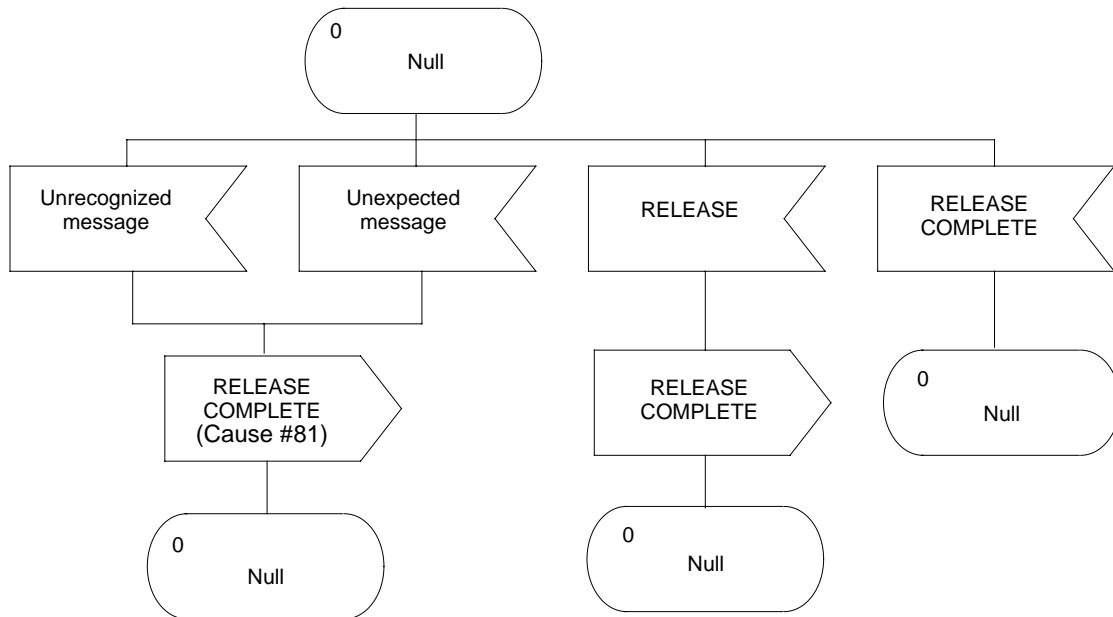 0
Null
Unrecognized
message
Unexpected
message
RELEASE
RELEASE
COMPLETE
RELEASE
COMPLETE
(Cause #81)
RELEASE
COMPLETE
0
Null
0
Null
0
Null